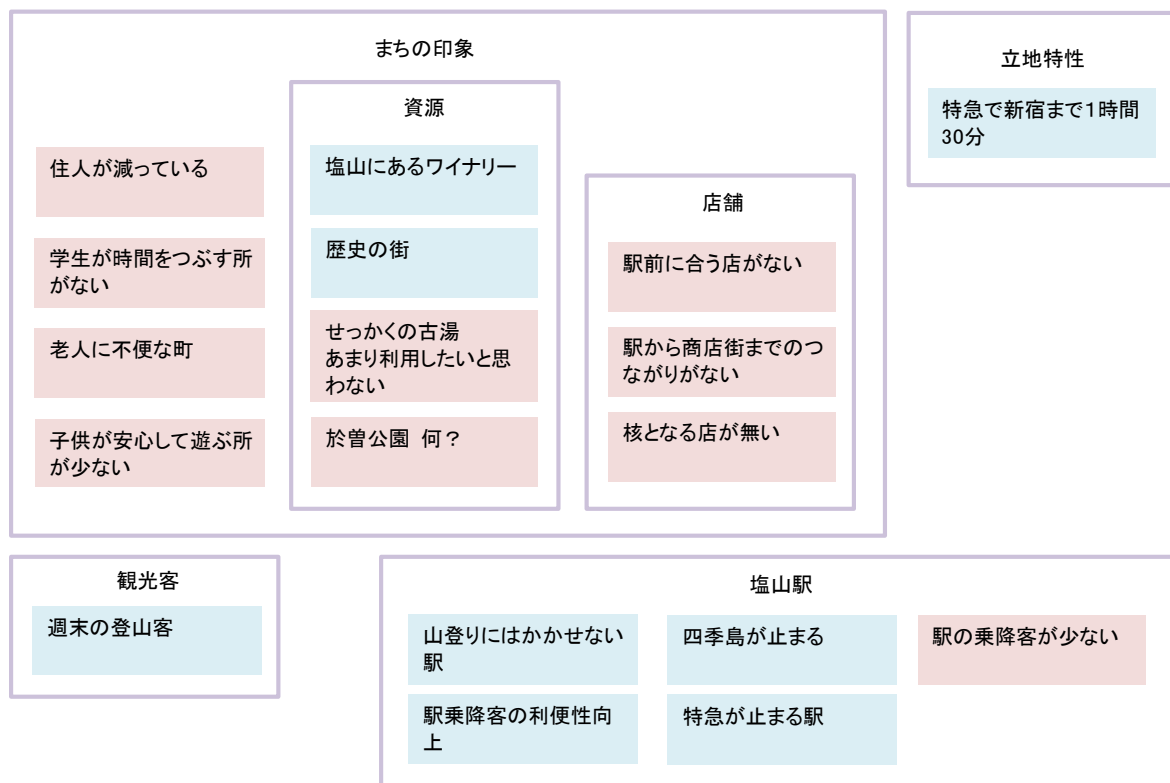 まちの印象
住人が減っている
学生が時間をつぶす所
がない
老人に不便な町
子供が安心して遊ぶ所
が少ない
資源
塩山にあるワイナリー
歴史の街
せっかくの古湯
あまり利用したいと思
わない
於曽公園 何？
店舗
駅前に合う店がない
駅から商店街までのつ
ながりがない
核となる店が無い
立地特性
特急で新宿まで1時間
30分
観光客
週末の登山客
塩山駅
山登りにはかかせない
駅
四季島が止まる
駅の乗降客が少ない
駅乗降客の利便性向
上
特急が止まる駅